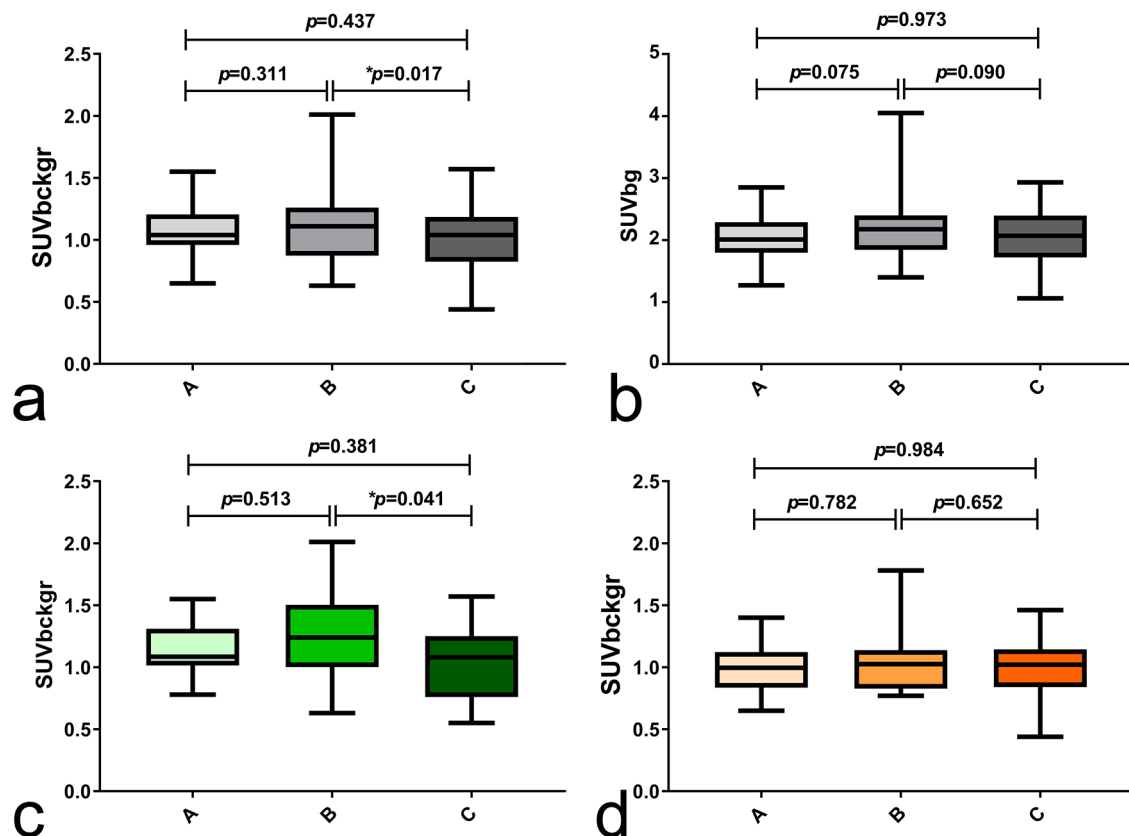 a
p=0.437
p=0.311
*p=0.017
SUVbckgr
2.5
2.0
1.5
1.0
0.5
0.0
A
B
C
b
p=0.973
p=0.075
p=0.090
SUVbg
5
4
3
2
1
0
A
B
C
c
p=0.381
p=0.513
*p=0.041
SUVbckgr
2.5
2.0
1.5
1.0
0.5
0.0
A
B
C
d
p=0.984
p=0.782
p=0.652
SUVbckgr
2.5
2.0
1.5
1.0
0.5
0.0
A
B
C